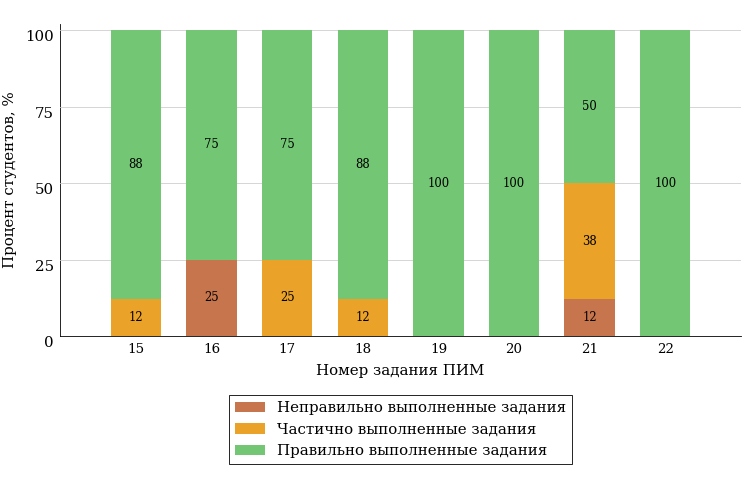 Процент студентов, %
100
75
50
25
0
88 75 75 88 100 100 50 100
12 25 25 12 38
12
15 16 17 18 19 20 21 22
Номер задания ПИМ
Неправильно выполненные задания
Частично выполненные задания
Правильно выполненные задания